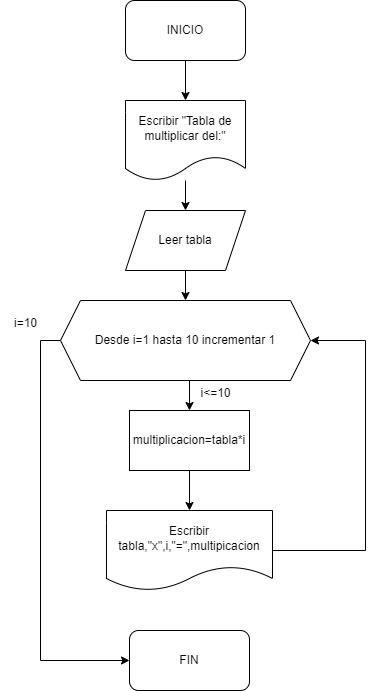 INICIO
Escribir "Tabla de
multiplicar del:"
Leer tabla
i=10
Desde i=1 hasta 10 incrementar 1
i<=10
multiplicacion=tabla*i
Escribir
tabla,"x",i,"=",multipicacion
FIN